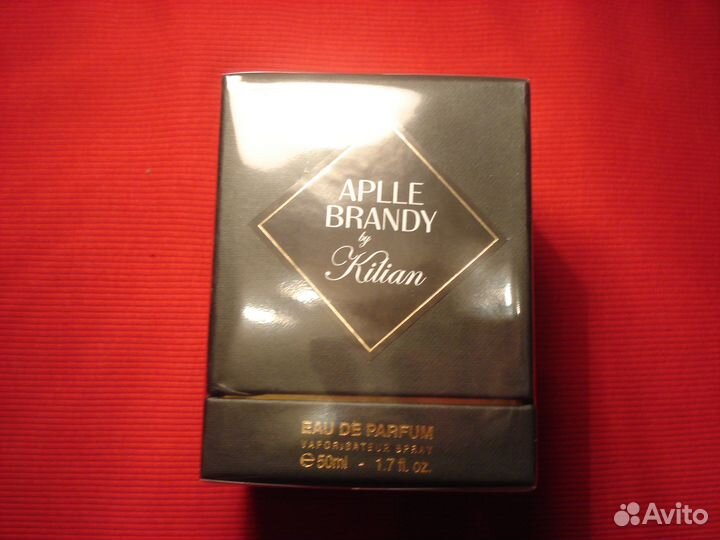 APLLE
BRANDY
by
Kilian
EAU DE PARFUM
VAPORISATEUR SPRAY
℮50ml - 1.7 fl. oz.
Avito